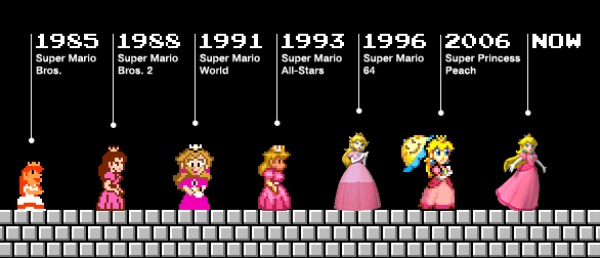 1985
Super Mario
Bros.
1988
Super Mario
Bros. 2
1991
Super Mario
World
1993
Super Mario
All-Stars
1996
Super Mario
64
2006
Super Princess
Peach
NOW